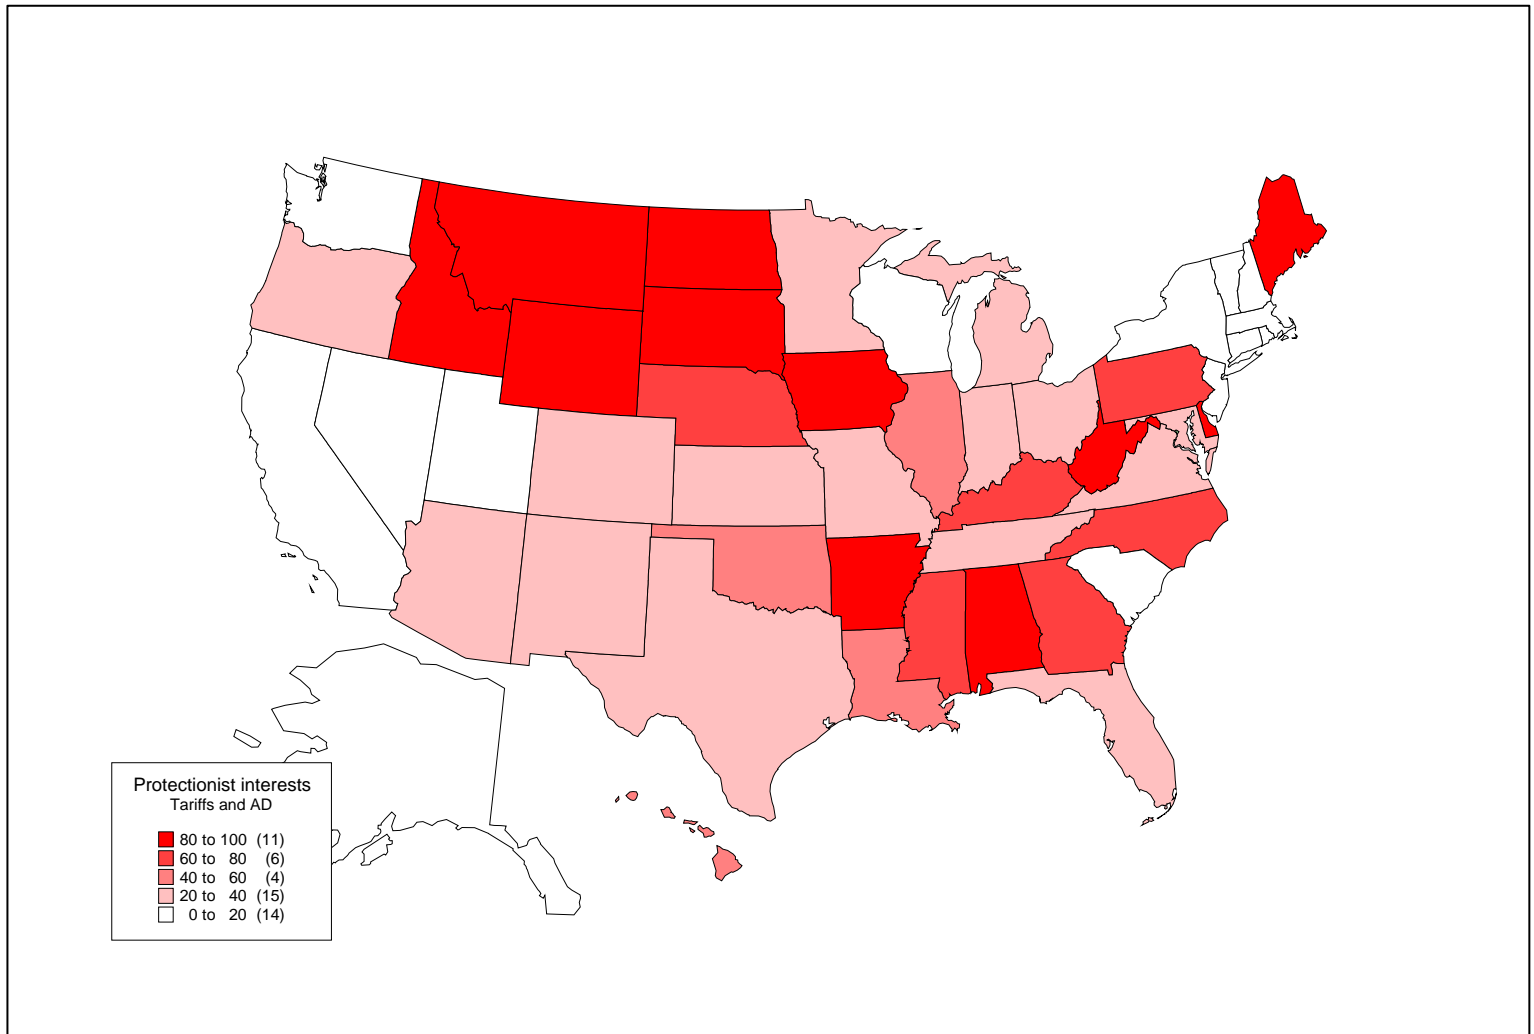 Protectionist interests
Tariffs and AD
80 to 100 (11)
60 to 80 (6)
40 to 60 (4)
20 to 40 (15)
0 to 20 (14)